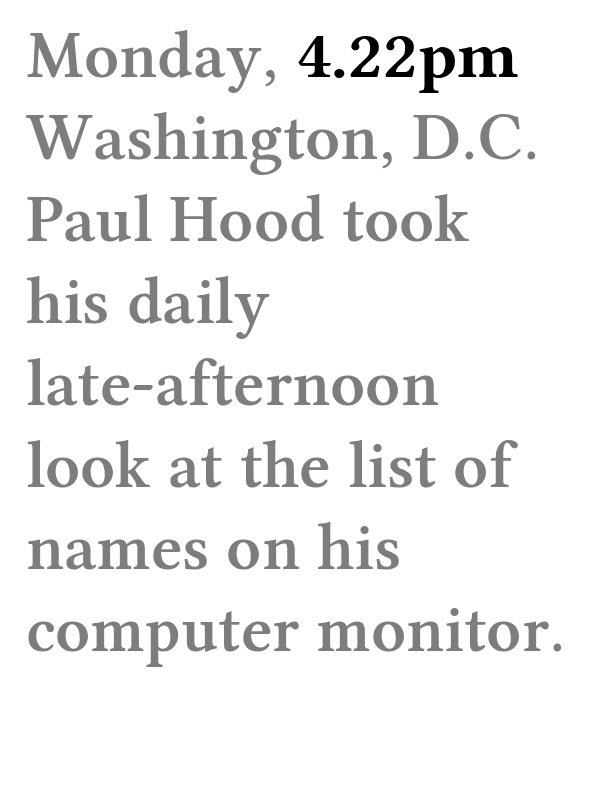 Monday, 4.22pm
Washington, D.C.
Paul Hood took
his daily
late-afternoon
look at the list of
names on his
computer monitor.